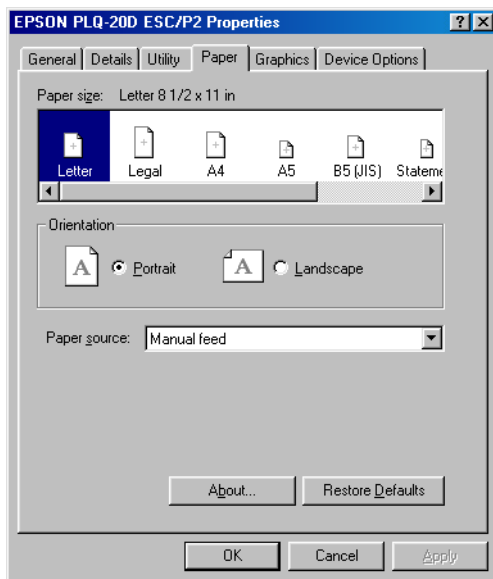 EPSON PLQ-20D ESC/P2 Properties
General Details Utility Paper Graphics Device Options
Paper size: Letter 8 1/2 x 11 in
Letter Legal A4 A5 B5 (JIS) Stateme
Orientation
A Portrait A Landscape
Paper source: Manual feed
About... Restore Defaults
OK Cancel Apply